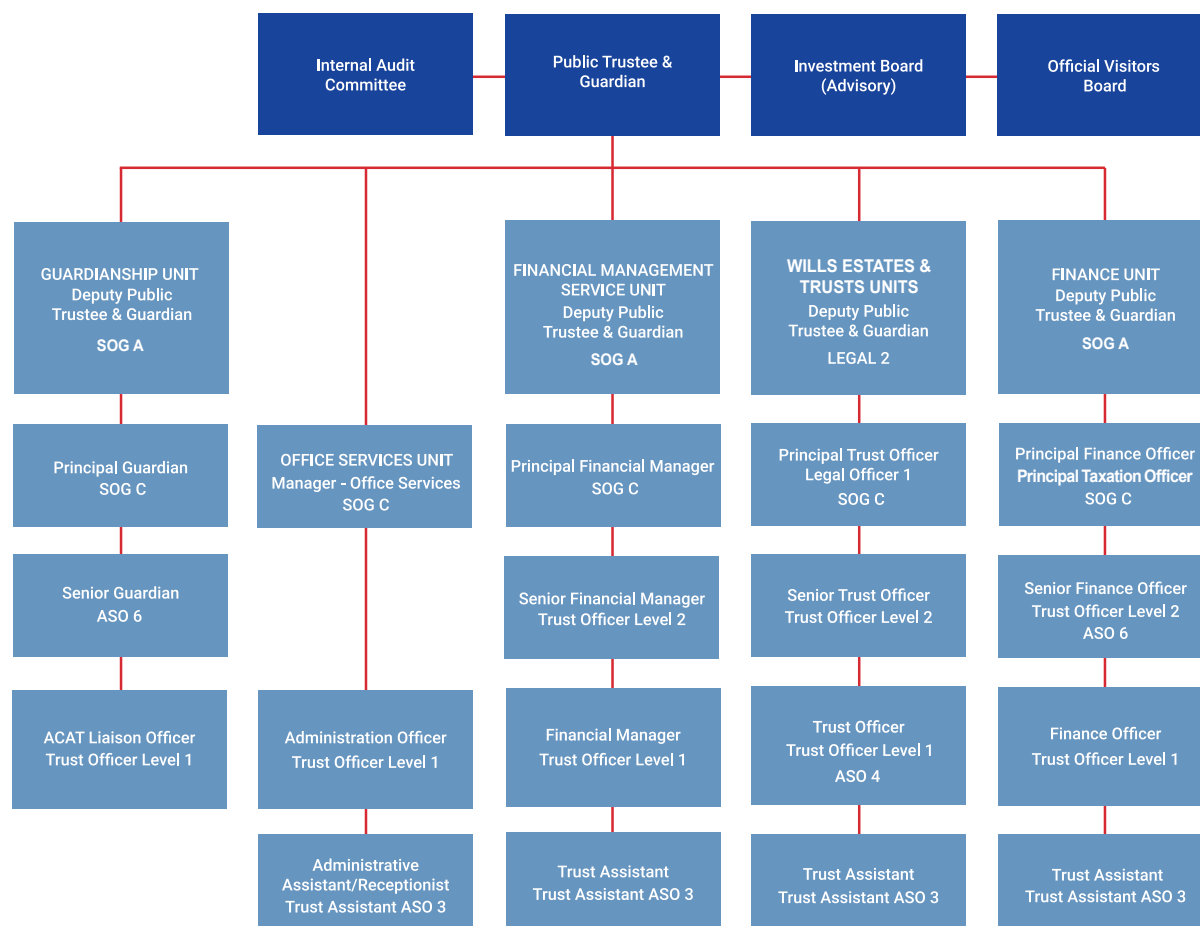 Internal Audit
Committee
Public Trustee &
Guardian
Investment Board
(Advisory)
Official Visitors
Board
GUARDIANSHIP UNIT
Deputy Public
Trustee & Guardian
SOG A
FINANCIAL MANAGEMENT
SERVICE UNIT
Deputy Public
Trustee & Guardian
SOG A
WILLS ESTATES &
TRUSTS UNITS
Deputy Public
Trustee & Guardian
LEGAL 2
FINANCE UNIT
Deputy Public
Trustee & Guardian
SOG A
Principal Guardian
SOG C
OFFICE SERVICES UNIT
Manager - Office Services
SOG C
Principal Financial Manager
SOG C
Principal Trust Officer
Legal Officer 1
SOG C
Principal Finance Officer
Principal Taxation Officer
SOG C
Senior Guardian
ASO 6
Senior Financial Manager
Trust Officer Level 2
Senior Trust Officer
Trust Officer Level 2
Senior Finance Officer
Trust Officer Level 2
ASO 6
ACAT Liaison Officer
Trust Officer Level 1
Administration Officer
Trust Officer Level 1
Financial Manager
Trust Officer Level 1
Trust Officer
Trust Officer Level 1
ASO 4
Finance Officer
Trust Officer Level 1
Administrative
Assistant/Receptionist
Trust Assistant ASO 3
Trust Assistant
Trust Assistant ASO 3
Trust Assistant
Trust Assistant ASO 3
Trust Assistant
Trust Assistant ASO 3